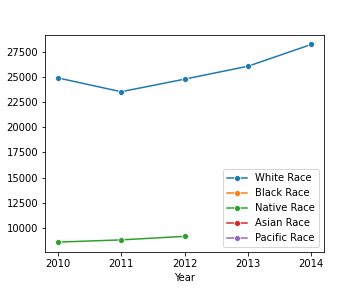 27500
25000
22500
20000
17500
15000
12500
10000
White Race
Black Race
Native Race
Asian Race
Pacific Race
2010 2011 2012 2013 2014
Year